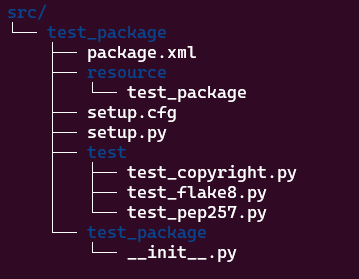 src/
└── test_package
    ├── package.xml
    ├── resource
    │   └── test_package
    ├── setup.cfg
    ├── setup.py
    ├── test
    │   ├── test_copyright.py
    │   ├── test_flake8.py
    │   └── test_pep257.py
    └── test_package
        └── __init__.py